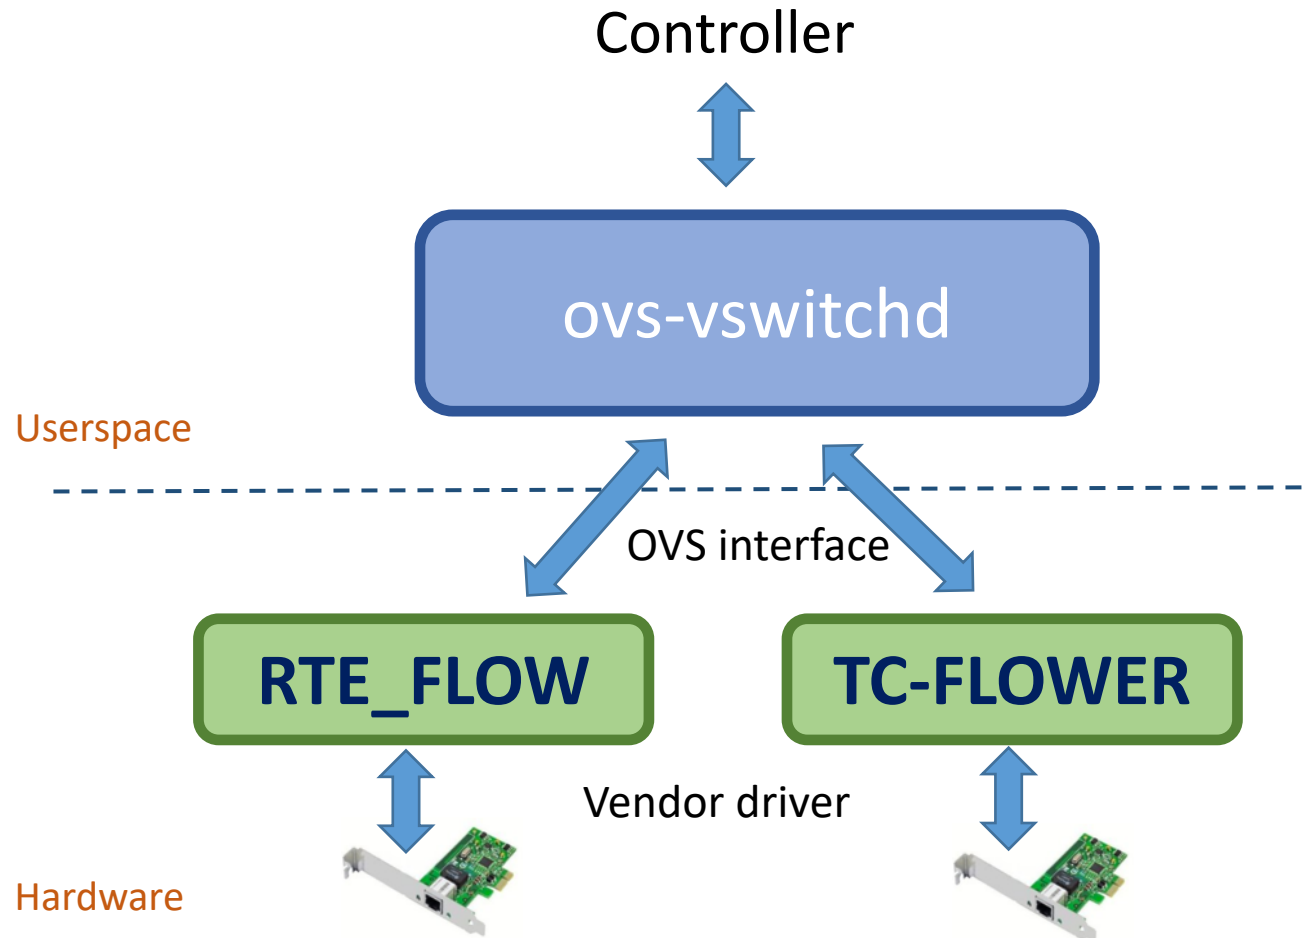 Controller
ovs-vswitchd
Userspace
OVS interface
RTE_FLOW
TC-FLOWER
Vendor driver
Hardware